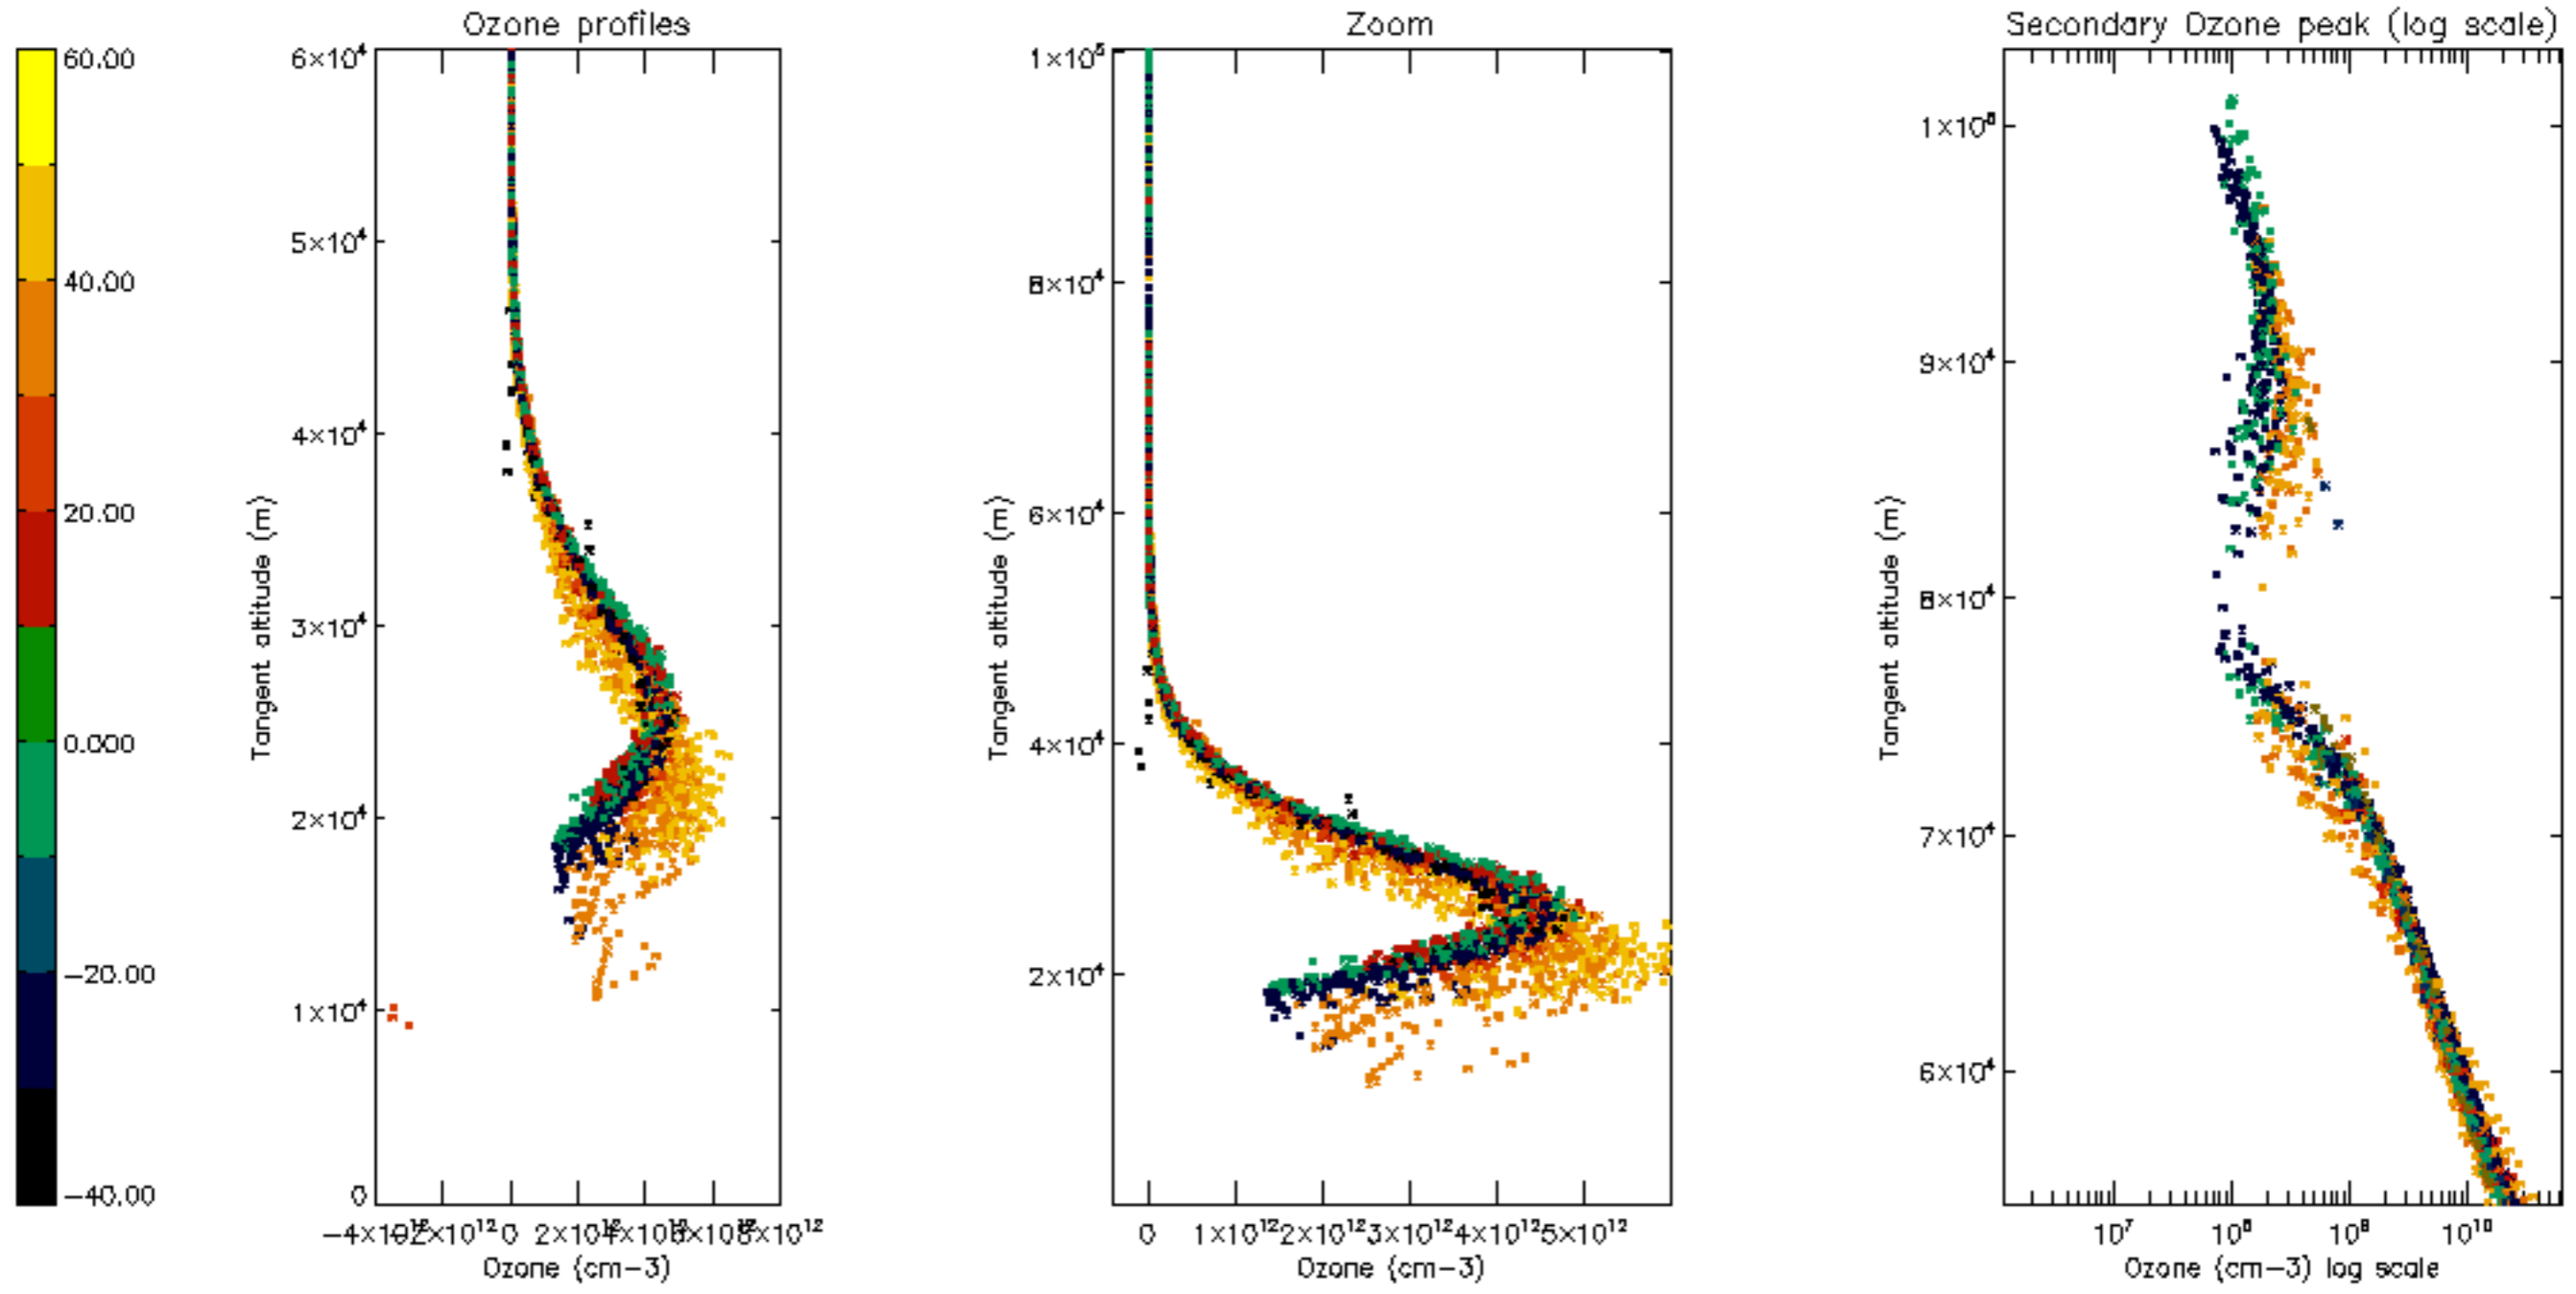 Ozone profiles
Zoom
Secondary Ozone peak (log scale)
60.00
40.00
20.00
0.000
−20.00
−40.00
6×10⁴
5×10⁴
4×10⁴
3×10⁴
2×10⁴
1×10⁴
0
Tangent altitude (m)
0
8×10¹²
Ozone (cm−3)
1×10⁵
8×10⁴
6×10⁴
4×10⁴
2×10⁴
Tangent altitude (m)
0 1×10¹² 2×10¹² 3×10¹² 4×10¹² 5×10¹²
Ozone (cm−3)
1×10⁵
9×10⁴
8×10⁴
7×10⁴
6×10⁴
Tangent altitude (m)
10⁷ 10⁸ 10⁹ 10¹⁰
Ozone (cm−3) log scale